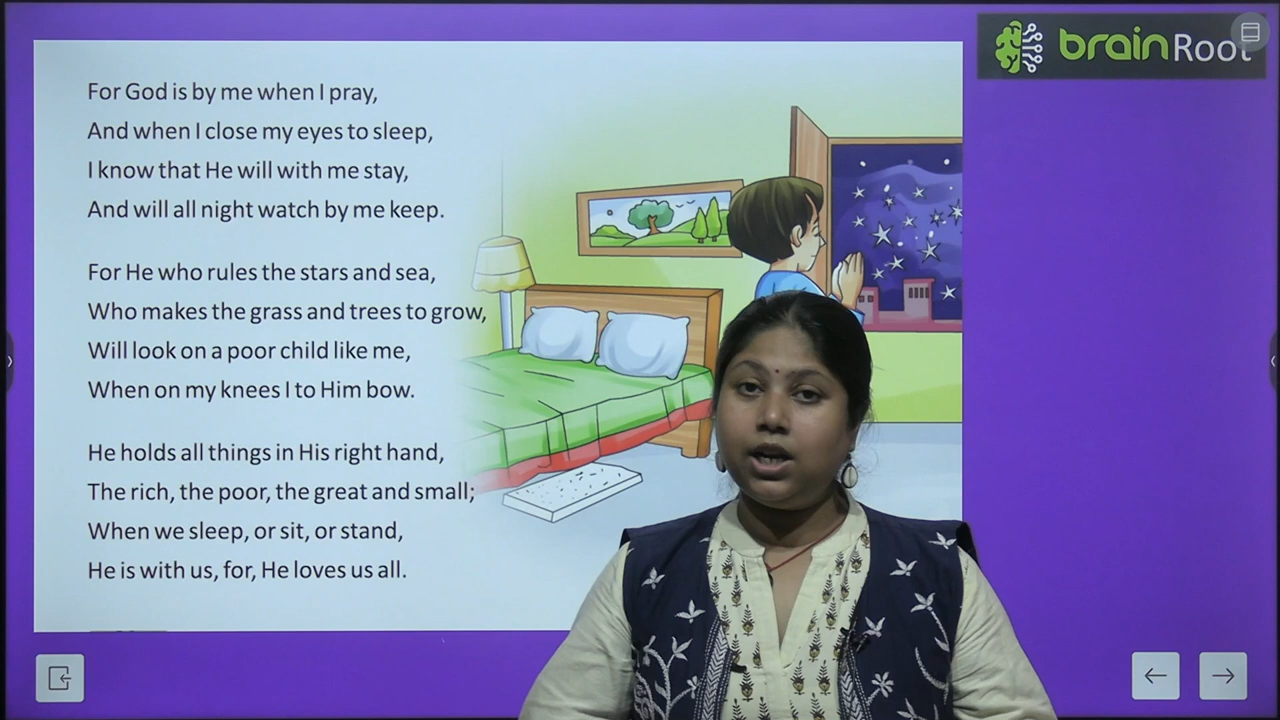 For God is by me when I pray,
And when I close my eyes to sleep,
I know that He will with me stay,
And will all night watch by me keep.
For He who rules the stars and sea,
Who makes the grass and trees to grow,
Will look on a poor child like me,
When on my knees I to Him bow.
He holds all things in His right hand,
The rich, the poor, the great and small;
When we sleep, or sit, or stand,
He is with us, for, He loves us all.
brainRoot